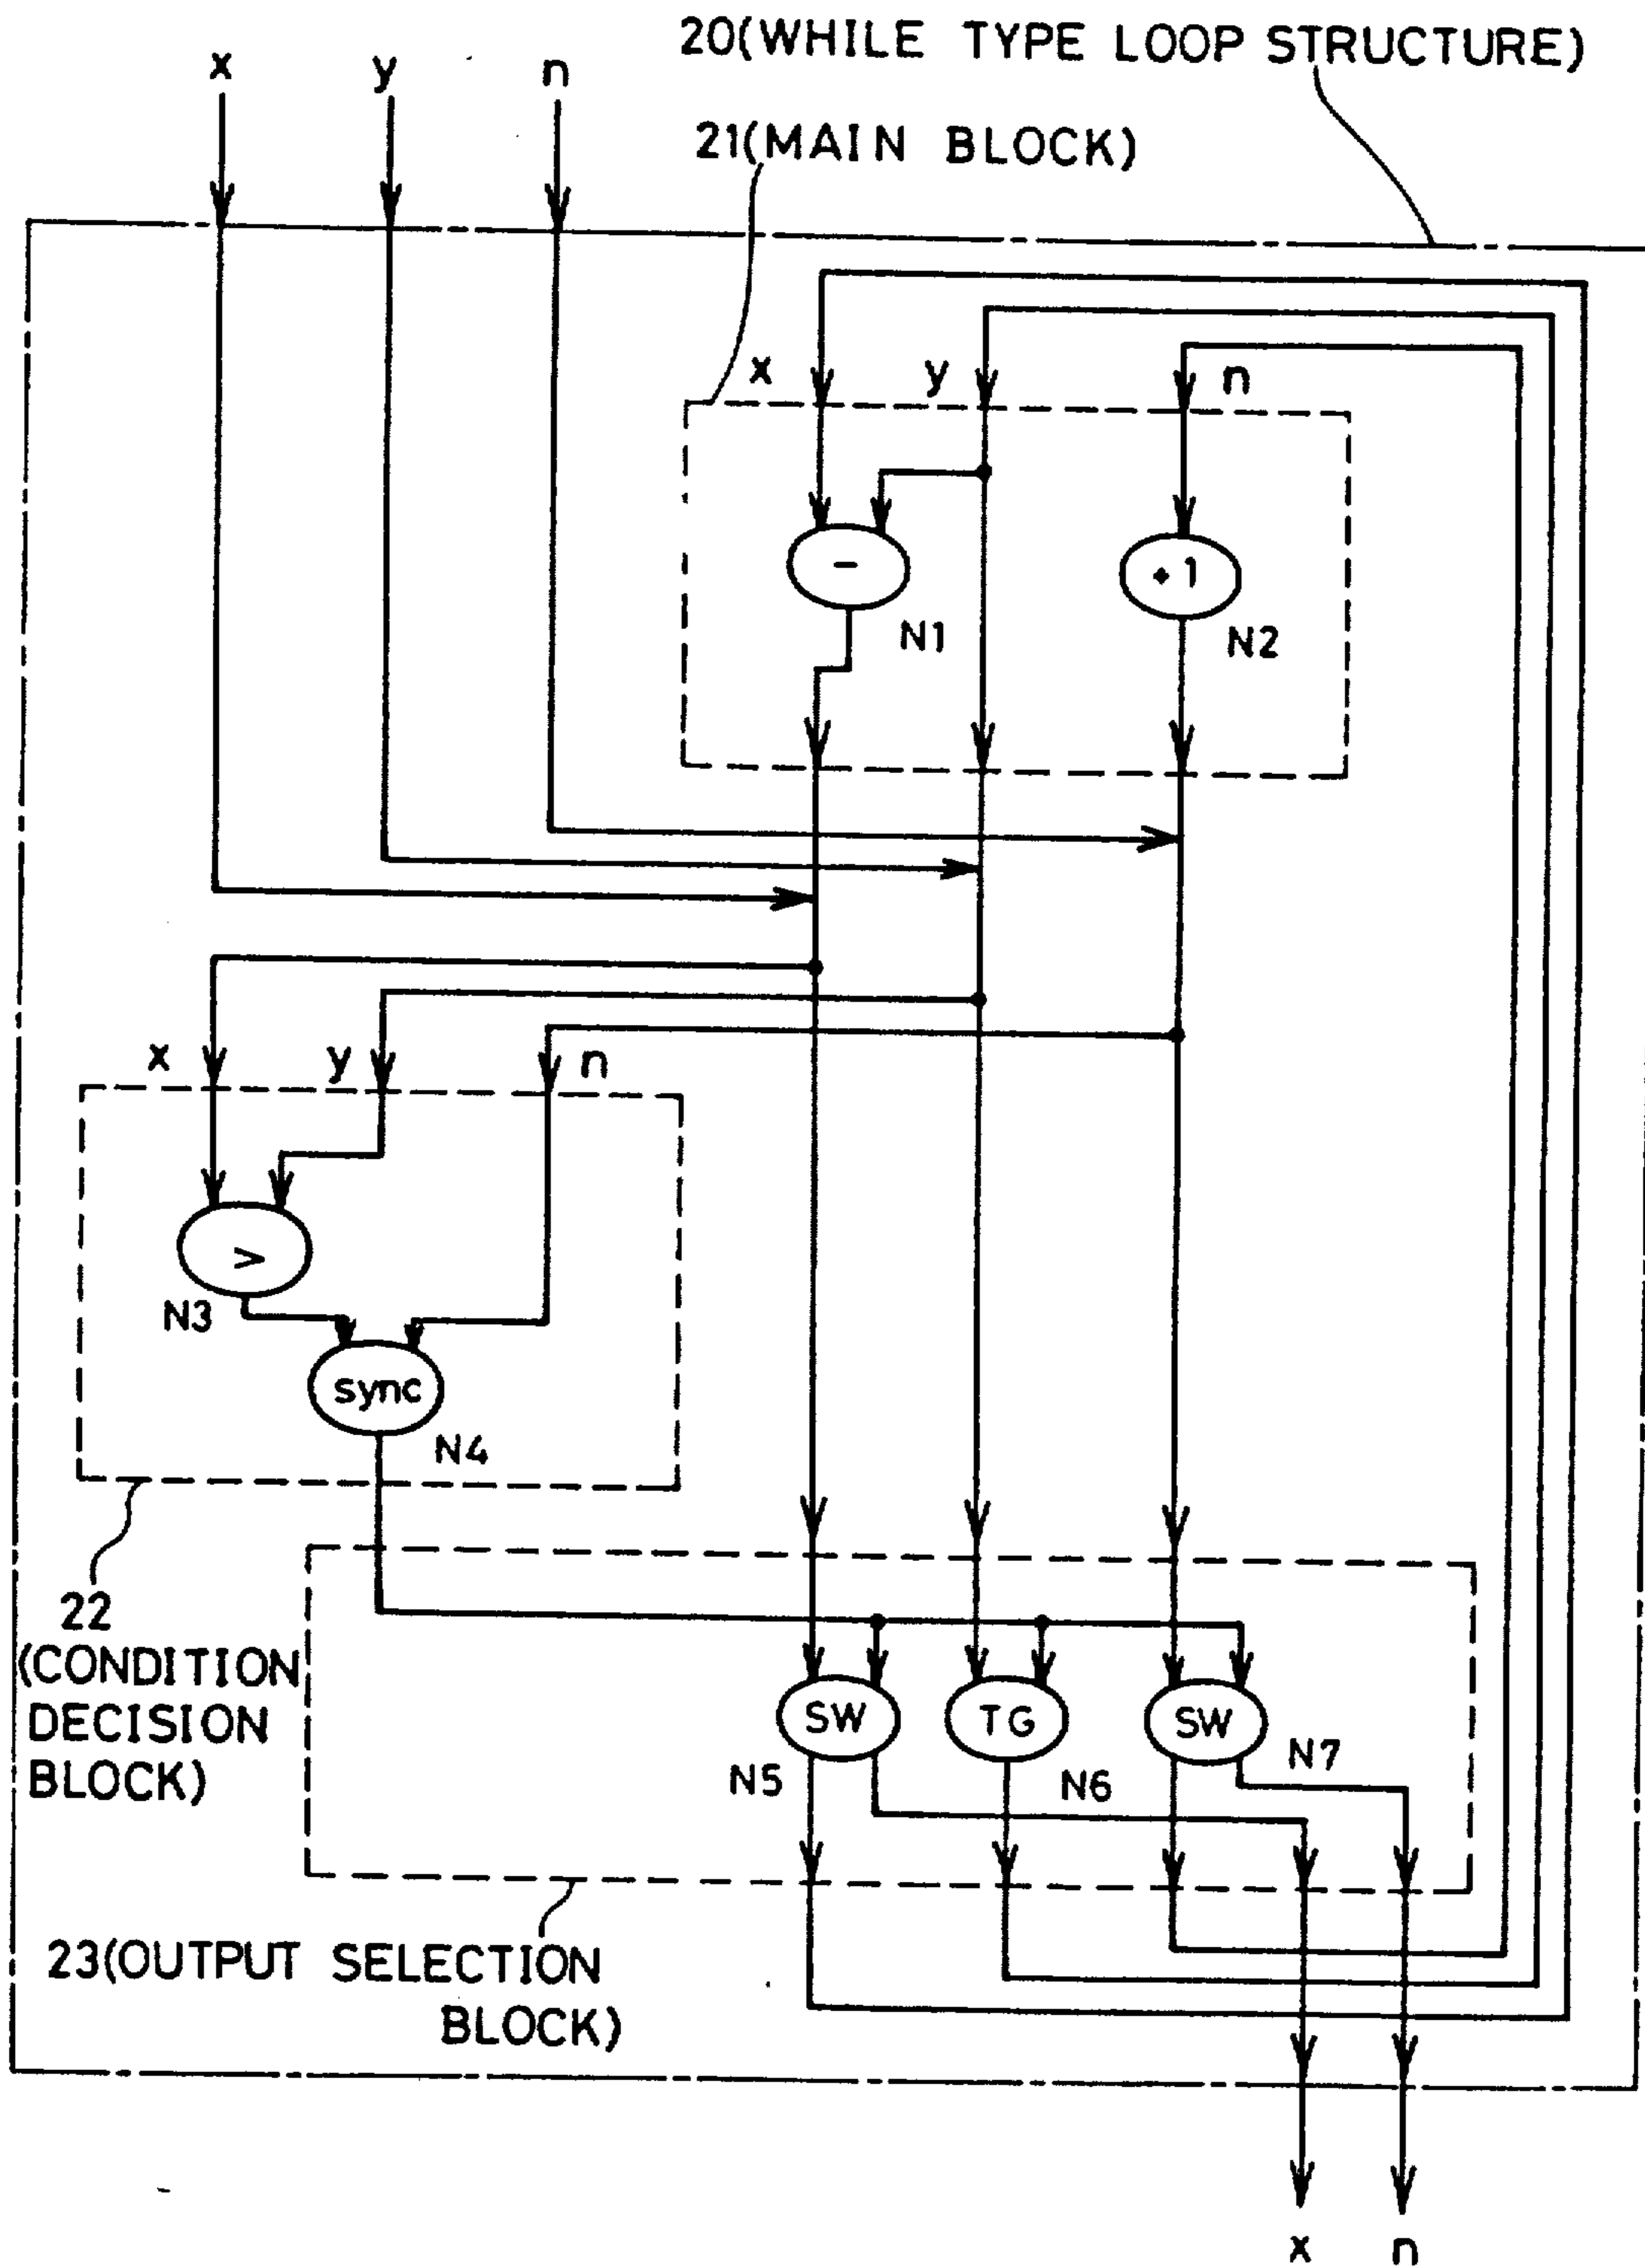 20(WHILE TYPE LOOP STRUCTURE)
x y n
21(MAIN BLOCK)
x y n
-
+1
N1
N2
x y n
>
N3
sync
N4
22
(CONDITION
DECISION
BLOCK)
SW
TG
SW
N5
N6
N7
23(OUTPUT SELECTION
BLOCK)
x n